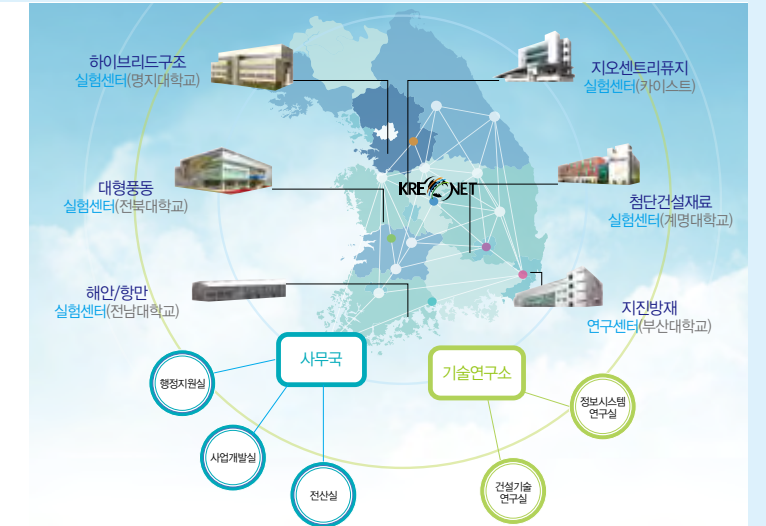 하이브리드구조
실험센터(명지대학교)
지오센트리퓨지
실험센터(카이스트)
대형풍동
실험센터(전북대학교)
KREONET
첨단건설재료
실험센터(계명대학교)
해안/항만
실험센터(전남대학교)
지진방재
연구센터(부산대학교)
사무국
기술연구소
행정지원실
정보시스템
연구실
사업개발실
전산실
건설기술
연구실